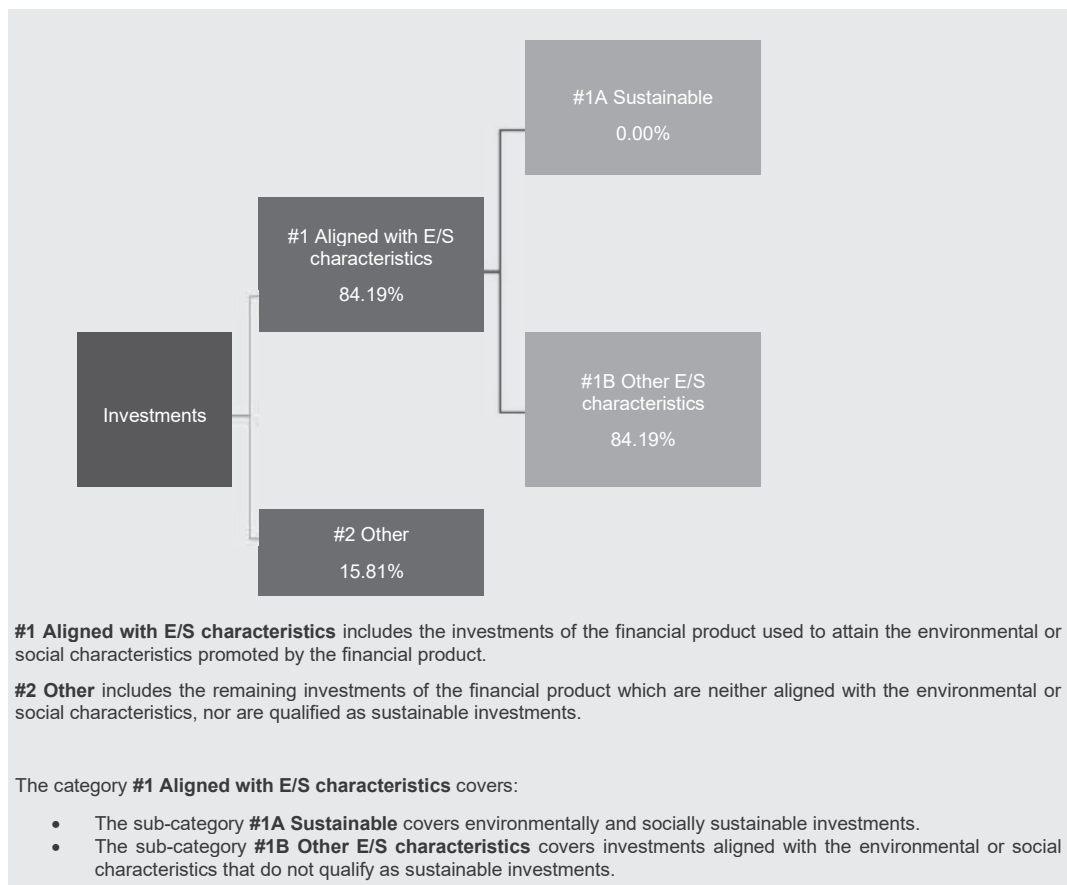 #1A Sustainable
0.00%
#1 Aligned with E/S
characteristics
84.19%
Investments
#1B Other E/S
characteristics
84.19%
#2 Other
15.81%
#1 Aligned with E/S characteristics includes the investments of the financial product used to attain the environmental or
social characteristics promoted by the financial product.
#2 Other includes the remaining investments of the financial product which are neither aligned with the environmental or
social characteristics, nor are qualified as sustainable investments.
The category #1 Aligned with E/S characteristics covers:
• The sub-category #1A Sustainable covers environmentally and socially sustainable investments.
• The sub-category #1B Other E/S characteristics covers investments aligned with the environmental or social
characteristics that do not qualify as sustainable investments.